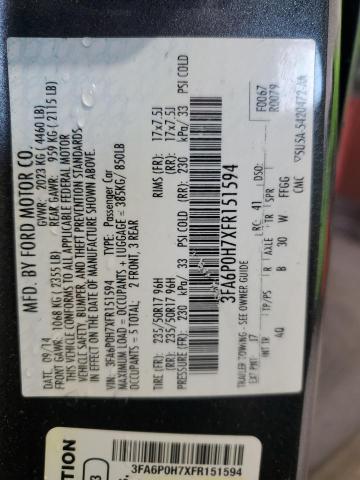 MFD. BY FORD MOTOR CO.
DATE: 09/14 GVWR: 2023 KG ( 4460 LB)
FRONT GAWR: 1068 KG ( 2355 LB) REAR GAWR: 959 KG ( 2115 LB)
THIS VEHICLE CONFORMS TO ALL APPLICABLE FEDERAL MOTOR
VEHICLE SAFETY, BUMPER, AND THEFT PREVENTION STANDARDS
IN EFFECT ON THE DATE OF MANUFACTURE SHOWN ABOVE.
VIN: 3FA6P0H7XFR151594 TYPE: Passenger Car
MAXIMUM LOAD = OCCUPANTS + LUGGAGE = 385KG/850LB
OCCUPANTS = 5 TOTAL: 2 FRONT, 3 REAR
TIRE (FR): 235/50R17 96H RIMS (FR): 17x7.5J
TIRE (RR): 235/50R17 96H RIMS (RR): 17x7.5J
PRESSURE (FR): 230 kPa/ 33 PSI COLD (RR): 230 kPa/ 33 PSI COLD
3FA6P0H7XFR151594
F0067
R0079
TRAILER TOWING - SEE OWNER GUIDE
EXT PNT: J7 RC: 41 DSO:
TP/PS R AXLE TR SPR
4Q B 30 W FFGG
CMC
3FA6P0H7XFR151594